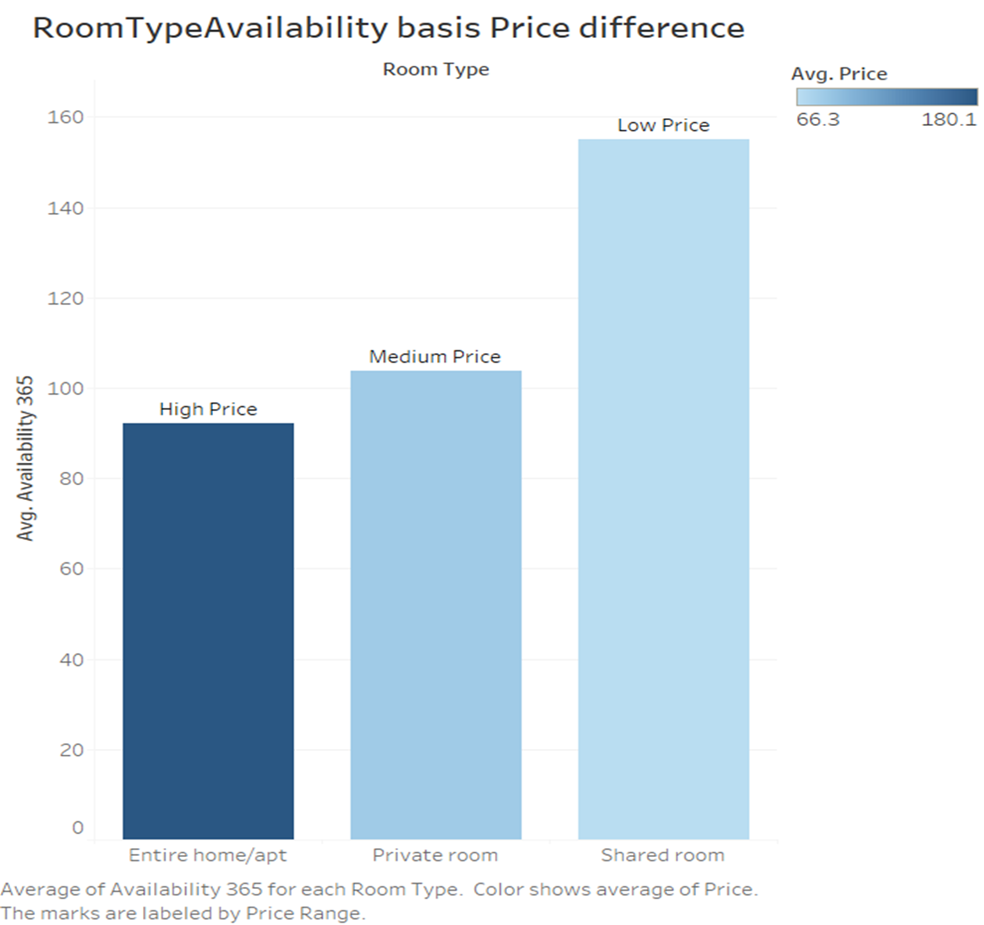 RoomTypeAvailability basis Price difference
Room Type
Avg. Price
66.3 180.1
160
140
120
100
80
60
40
20
0
Avg. Availability 365
Low Price
Medium Price
High Price
Entire home/apt Private room Shared room
Average of Availability 365 for each Room Type. Color shows average of Price.
The marks are labeled by Price Range.